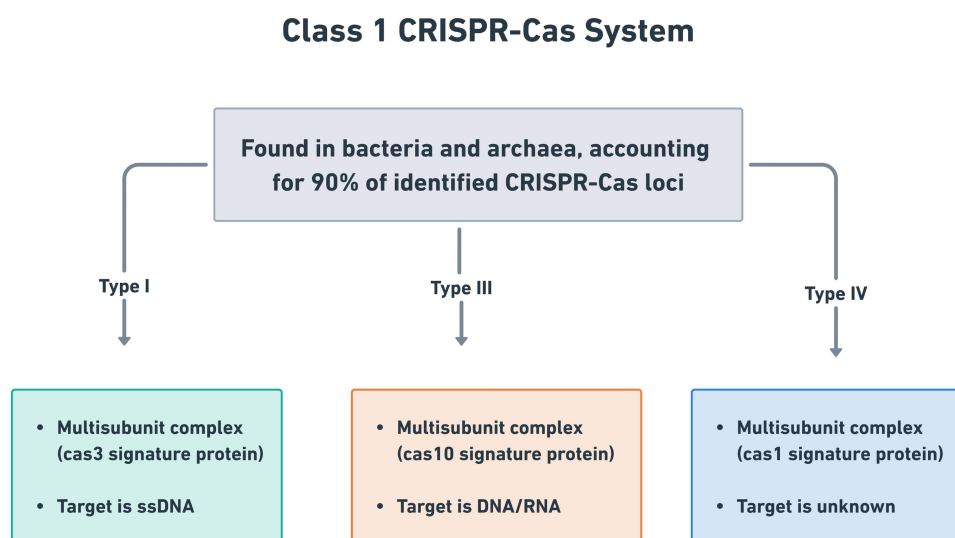 Class 1 CRISPR-Cas System
Found in bacteria and archaea, accounting
for 90% of identified CRISPR-Cas loci
Type I
Type III
Type IV
• Multisubunit complex
(cas3 signature protein)
• Target is ssDNA
• Multisubunit complex
(cas10 signature protein)
• Target is DNA/RNA
• Multisubunit complex
(cas1 signature protein)
• Target is unknown